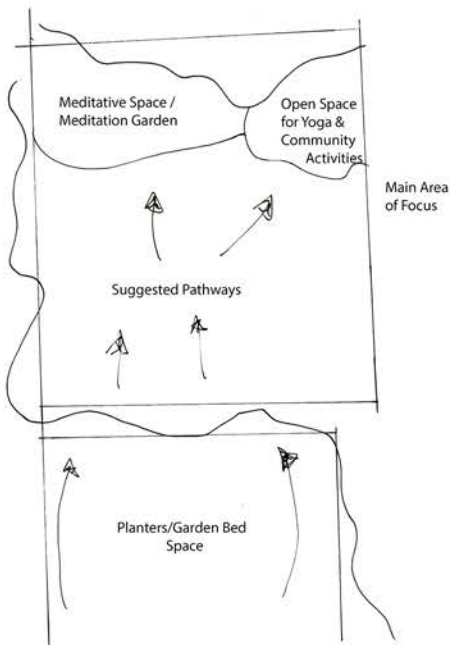 Meditative Space /
Meditation Garden
Open Space
for Yoga &
Community
Activities
Main Area
of Focus
Suggested Pathways
Planters/Garden Bed
Space